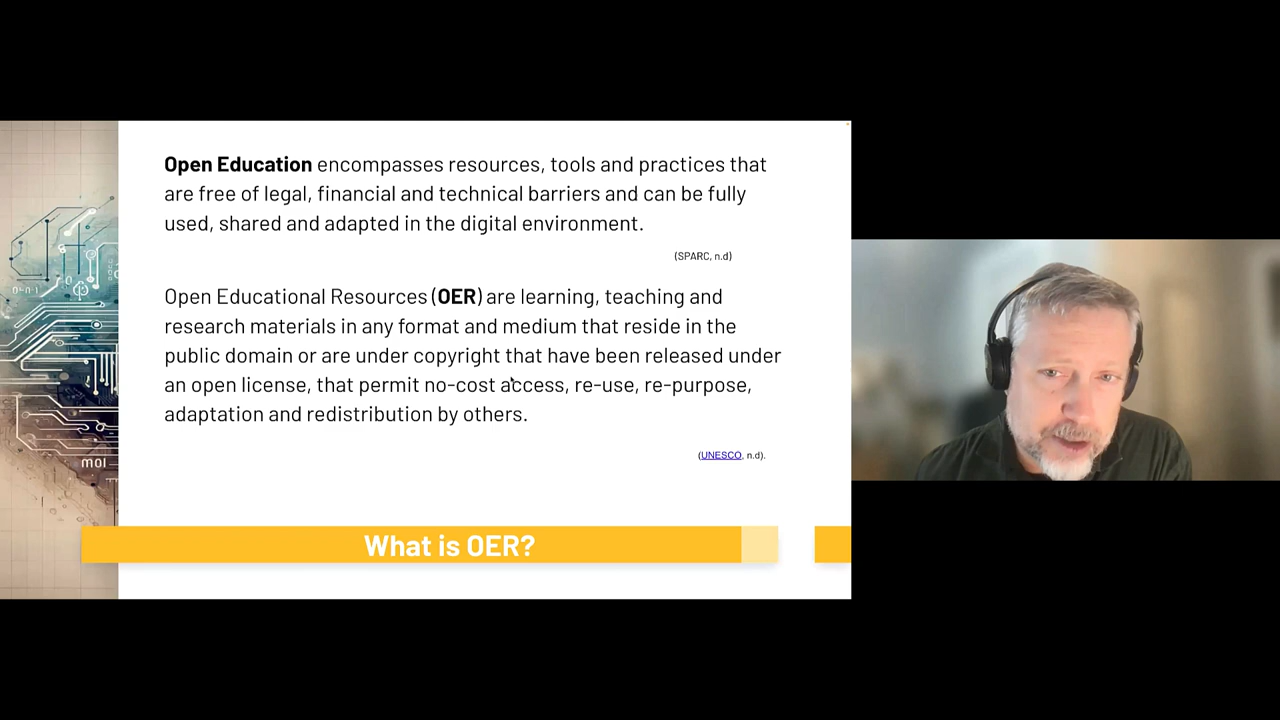 Open Education encompasses resources, tools and practices that
are free of legal, financial and technical barriers and can be fully
used, shared and adapted in the digital environment.
(SPARC, n.d)
Open Educational Resources (OER) are learning, teaching and
research materials in any format and medium that reside in the
public domain or are under copyright that have been released under
an open license, that permit no-cost access, re-use, re-purpose,
adaptation and redistribution by others.
(UNESCO, n.d).
What is OER?